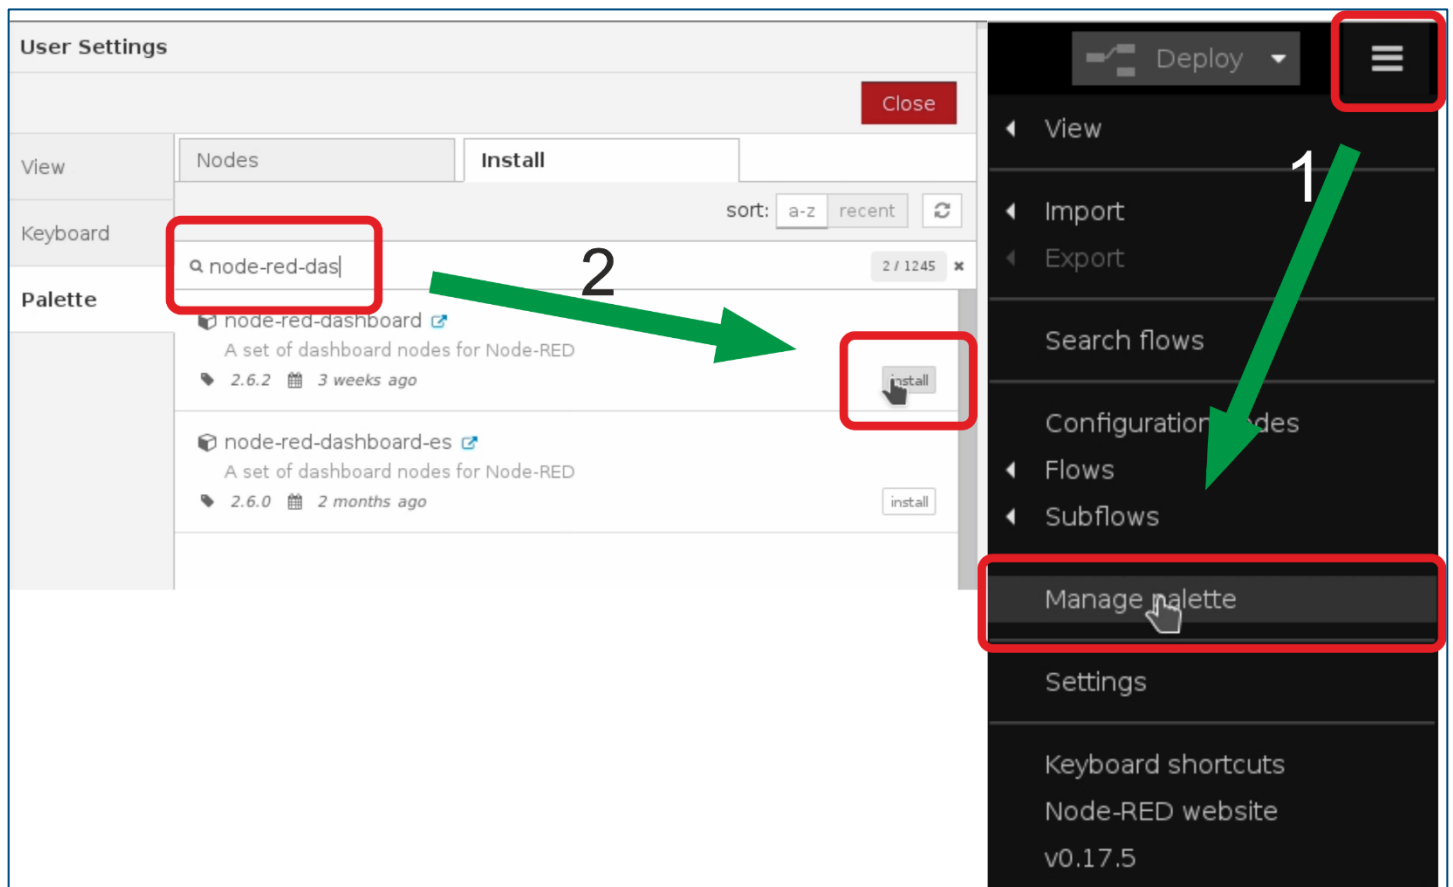 User Settings
Close
View
Keyboard
Palette
Nodes
Install
sort: a-z recent
node-red-das
2 / 1245 ×
node-red-dashboard
A set of dashboard nodes for Node-RED
2.6.2 3 weeks ago
install
node-red-dashboard-es
A set of dashboard nodes for Node-RED
2.6.0 2 months ago
install
2
Deploy
1
View
Import
Export
Search flows
Configuration nodes
Flows
Subflows
Manage palette
Settings
Keyboard shortcuts
Node-RED website
v0.17.5